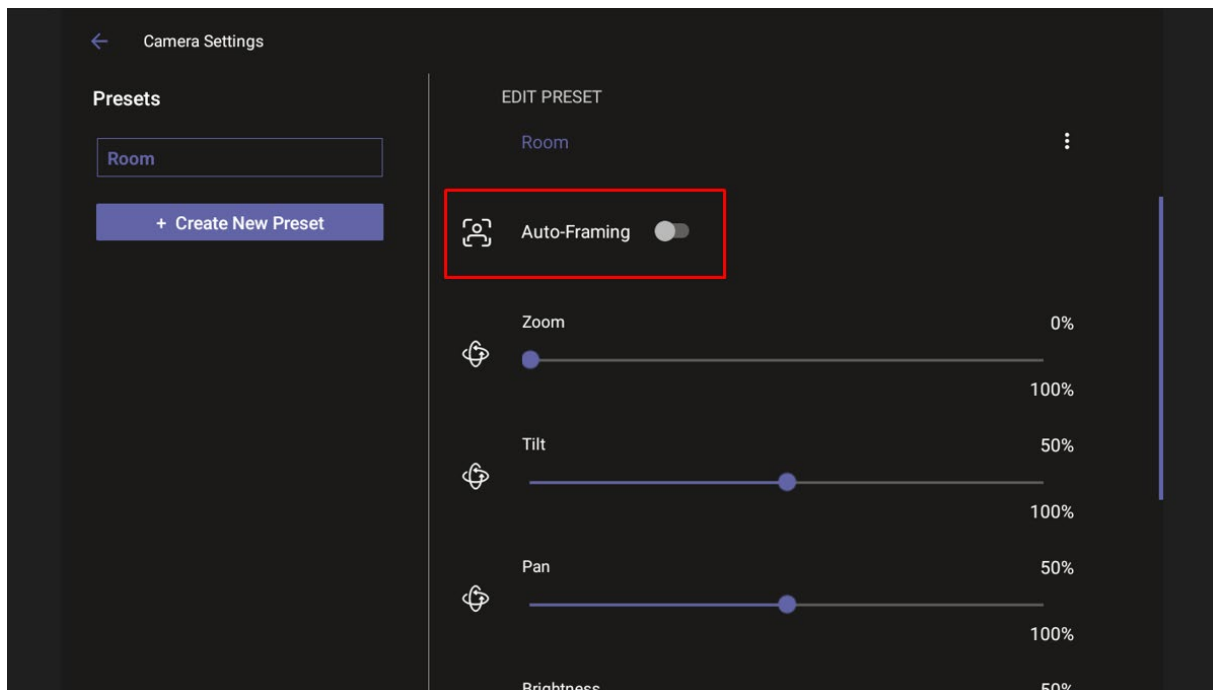 Camera Settings
Presets
Room
+ Create New Preset
EDIT PRESET
Room
Auto-Framing
Zoom 0%
100%
Tilt 50%
100%
Pan 50%
100%
Brightness 50%